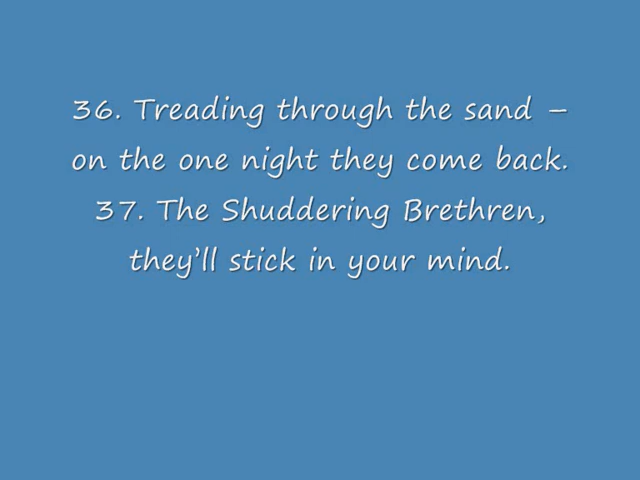 36. Treading through the sand –
on the one night they come back.
37. The Shuddering Brethren,
they’ll stick in your mind.